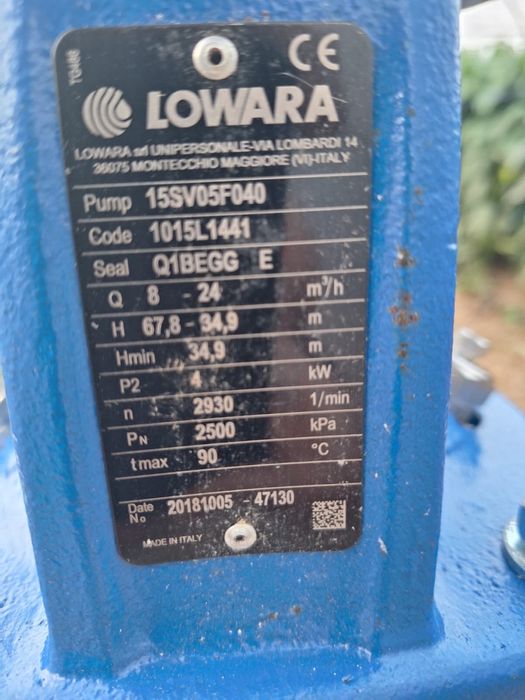 TG486
CE
LOWARA
LOWARA srl UNIPERSONALE-VIA LOMBARDI 14
36075 MONTECCHIO MAGGIORE (VI)-ITALY
Pump 15SV05F040
Code 1015L1441
Seal Q1BEGG E
Q 8 - 24 m³/h
H 67,8 - 34,9 m
Hmin 34,9 m
P2 4 kW
n 2930 1/min
PN 2500 kPa
tmax 90 °C
Date No 20181005 - 47130
MADE IN ITALY